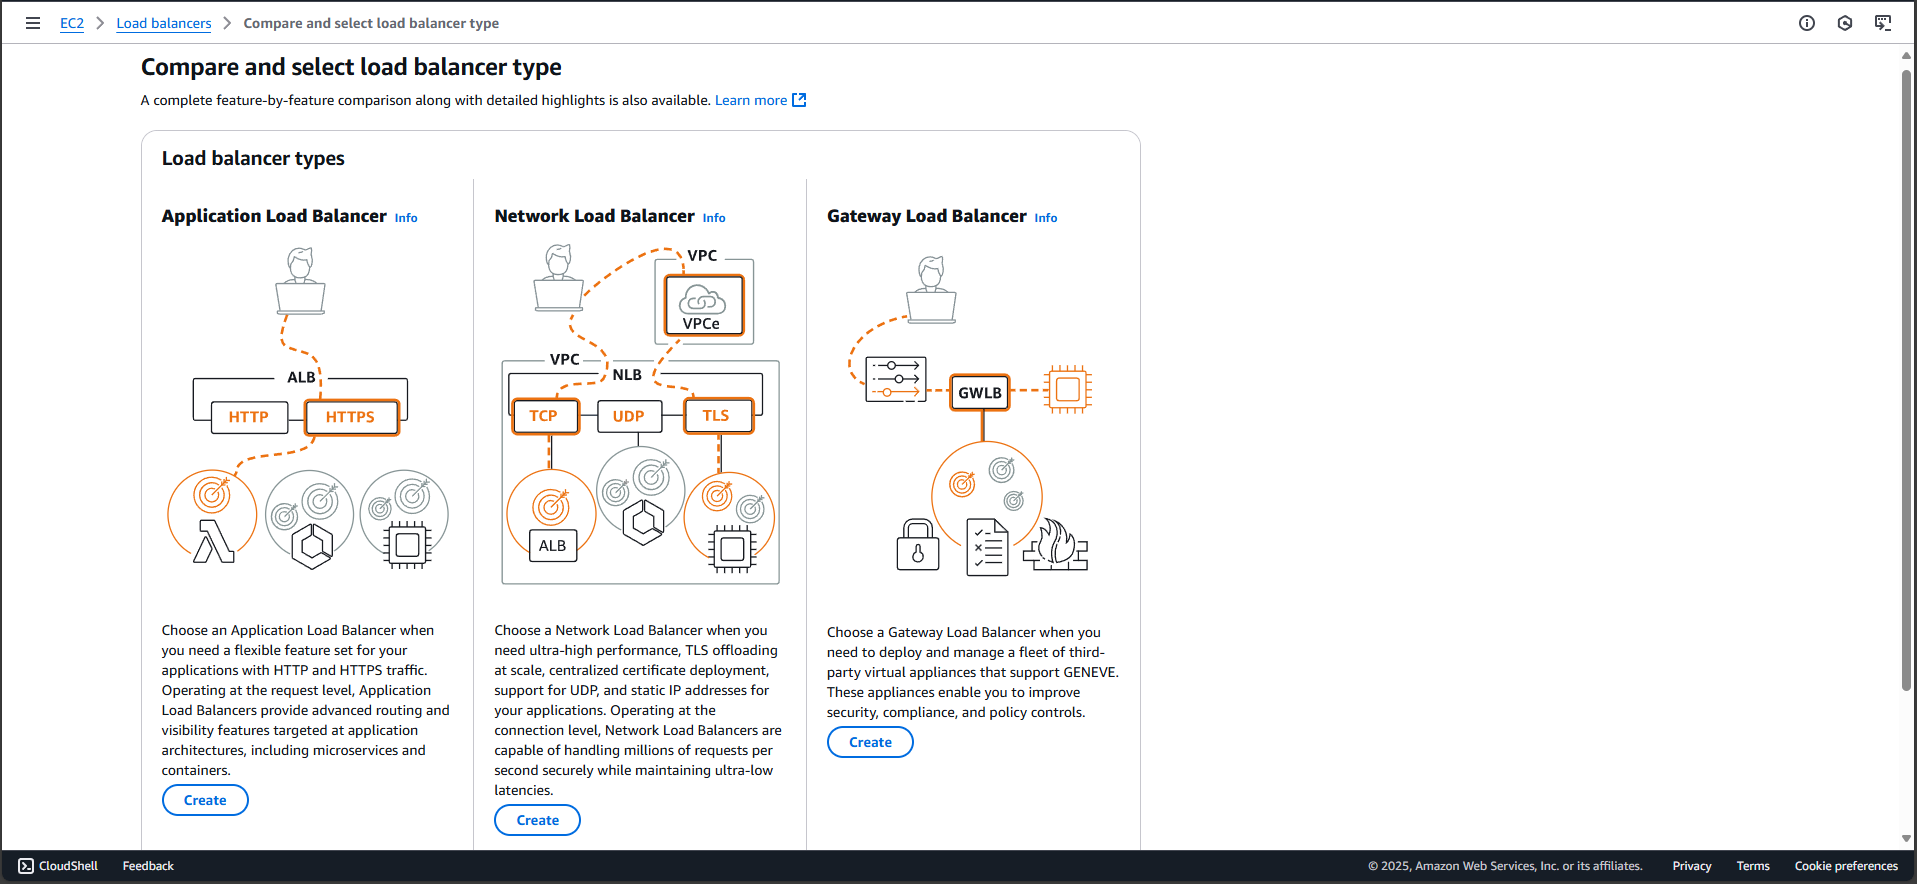 EC2 > Load balancers > Compare and select load balancer type
Compare and select load balancer type
A complete feature-by-feature comparison along with detailed highlights is also available. Learn more
Load balancer types
Application Load Balancer Info
ALB
HTTP
HTTPS
Choose an Application Load Balancer when
you need a flexible feature set for your
applications with HTTP and HTTPS traffic.
Operating at the request level, Application
Load Balancers provide advanced routing and
visibility features targeted at application
architectures, including microservices and
containers.
Create
Network Load Balancer Info
VPC
VPCe
VPC
NLB
TCP
UDP
TLS
ALB
Choose a Network Load Balancer when you
need ultra-high performance, TLS offloading
at scale, centralized certificate deployment,
support for UDP, and static IP addresses for
your applications. Operating at the
connection level, Network Load Balancers are
capable of handling millions of requests per
second securely while maintaining ultra-low
latencies.
Create
Gateway Load Balancer Info
GWLB
Choose a Gateway Load Balancer when you
need to deploy and manage a fleet of third-
party virtual appliances that support GENEVE.
These appliances enable you to improve
security, compliance, and policy controls.
Create
CloudShell Feedback © 2025, Amazon Web Services, Inc. or its affiliates. Privacy Terms Cookie preferences